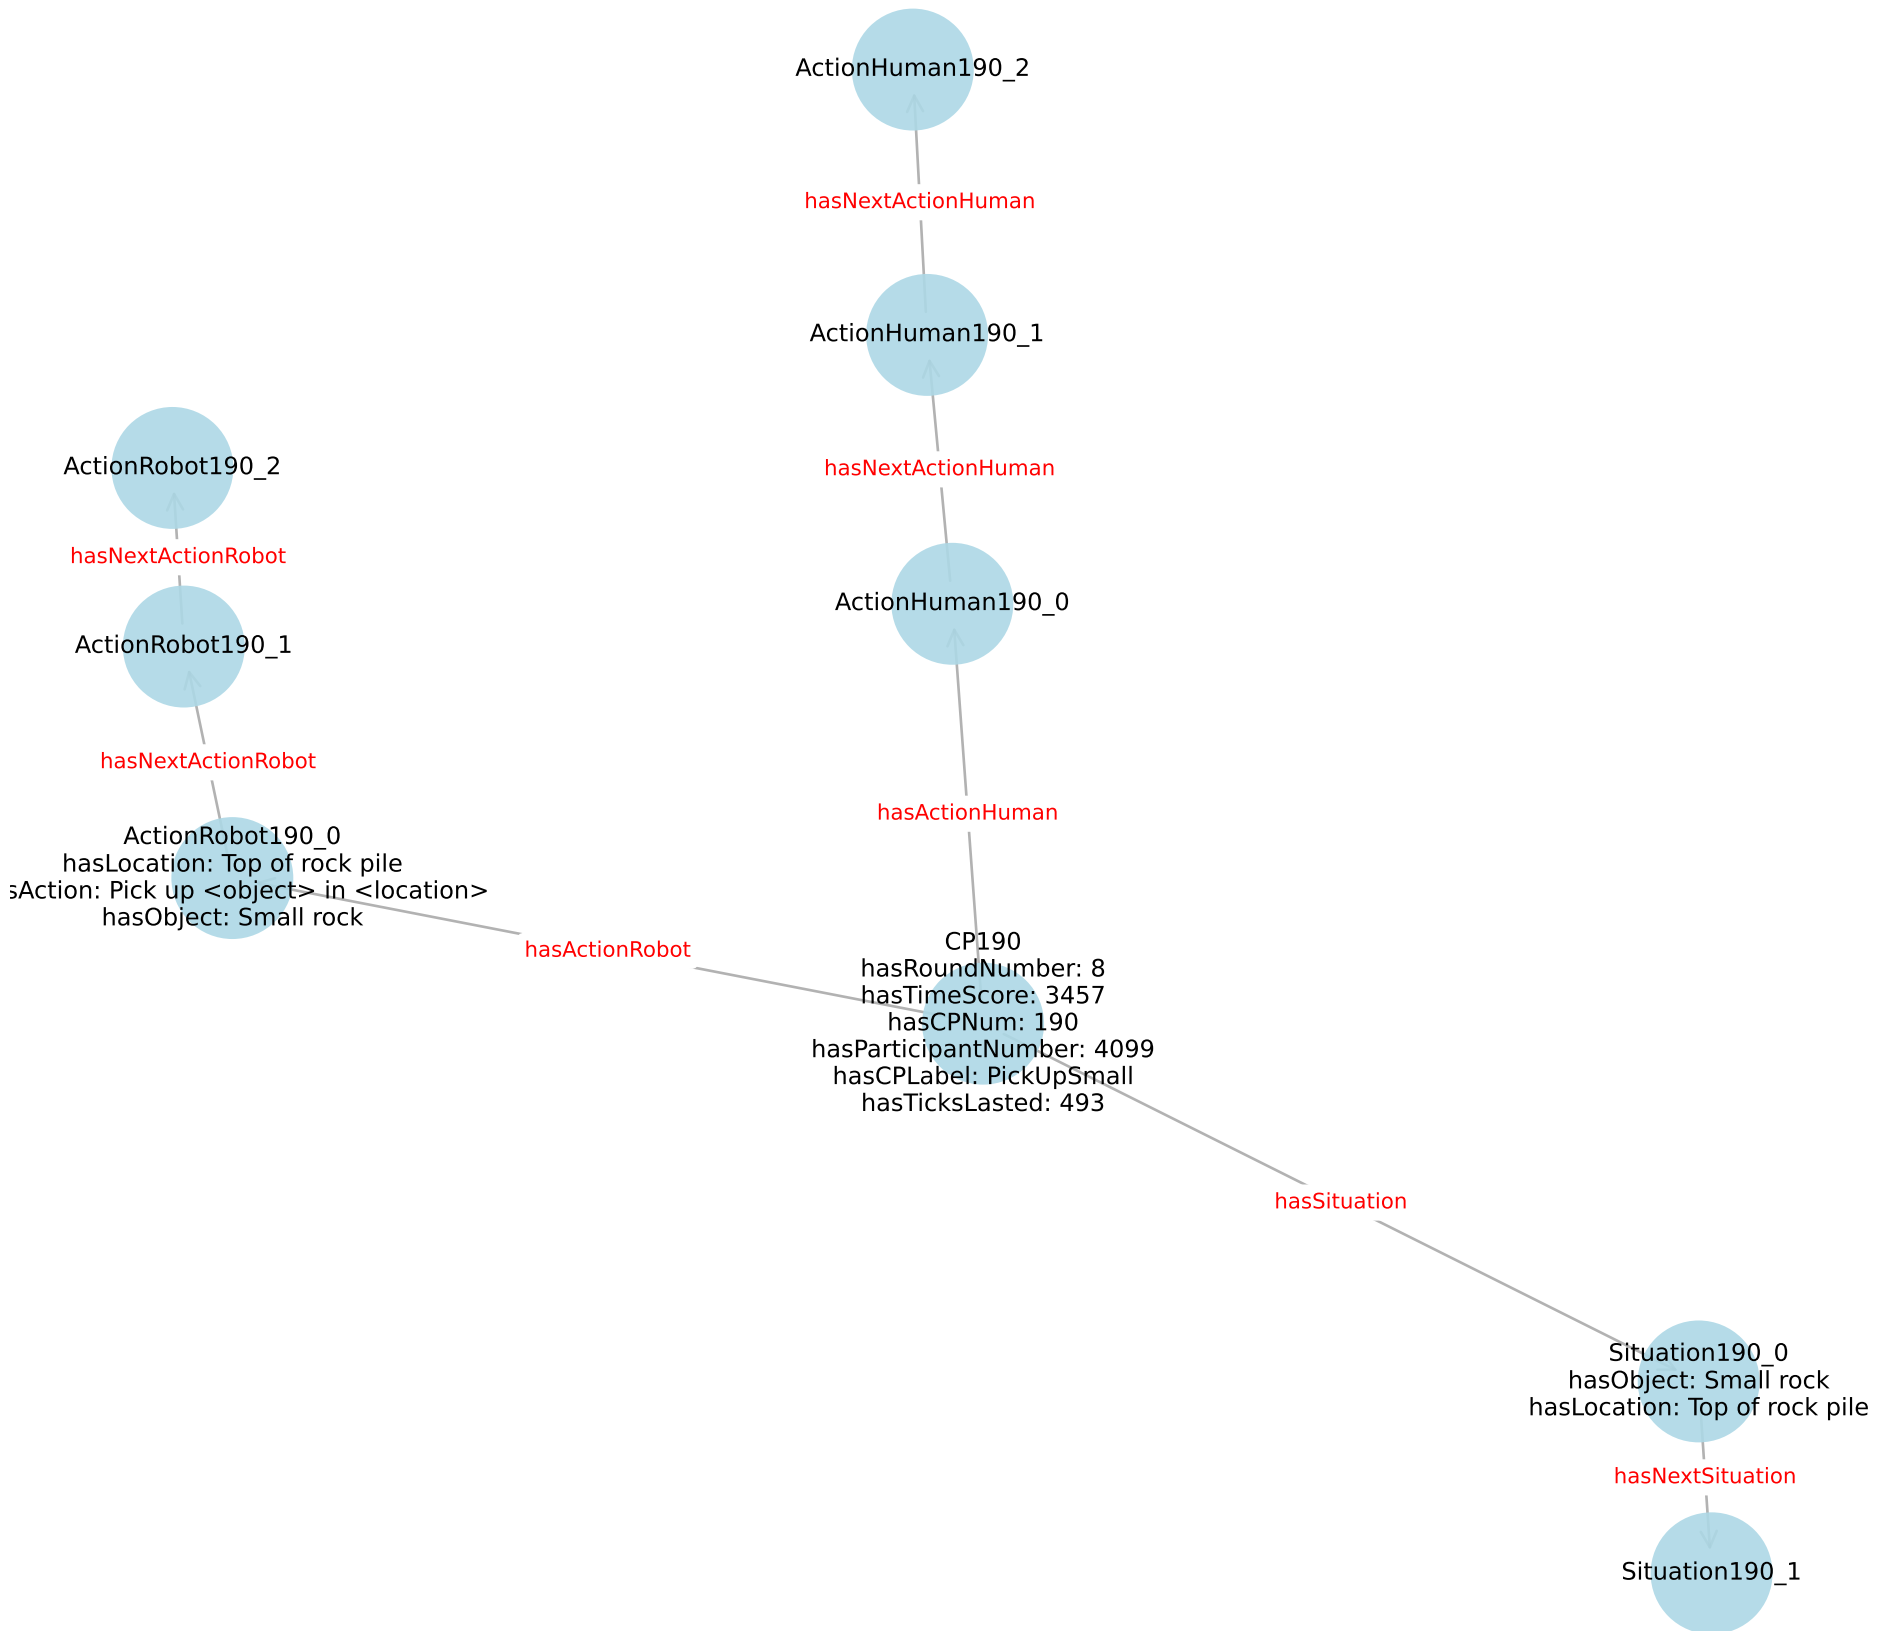 ActionHuman190_2
hasNextActionHuman
ActionHuman190_1
ActionRobot190_2
hasNextActionHuman
hasNextActionRobot
ActionHuman190_0
ActionRobot190_1
hasNextActionRobot
hasActionHuman
ActionRobot190_0
hasLocation: Top of rock pile
sAction: Pick up <object> in <location>
hasObject: Small rock
hasActionRobot
CP190
hasRoundNumber: 8
hasTimeScore: 3457
hasCPNum: 190
hasParticipantNumber: 4099
hasCPLabel: PickUpSmall
hasTicksLasted: 493
hasSituation
Situation190_0
hasObject: Small rock
hasLocation: Top of rock pile
hasNextSituation
Situation190_1